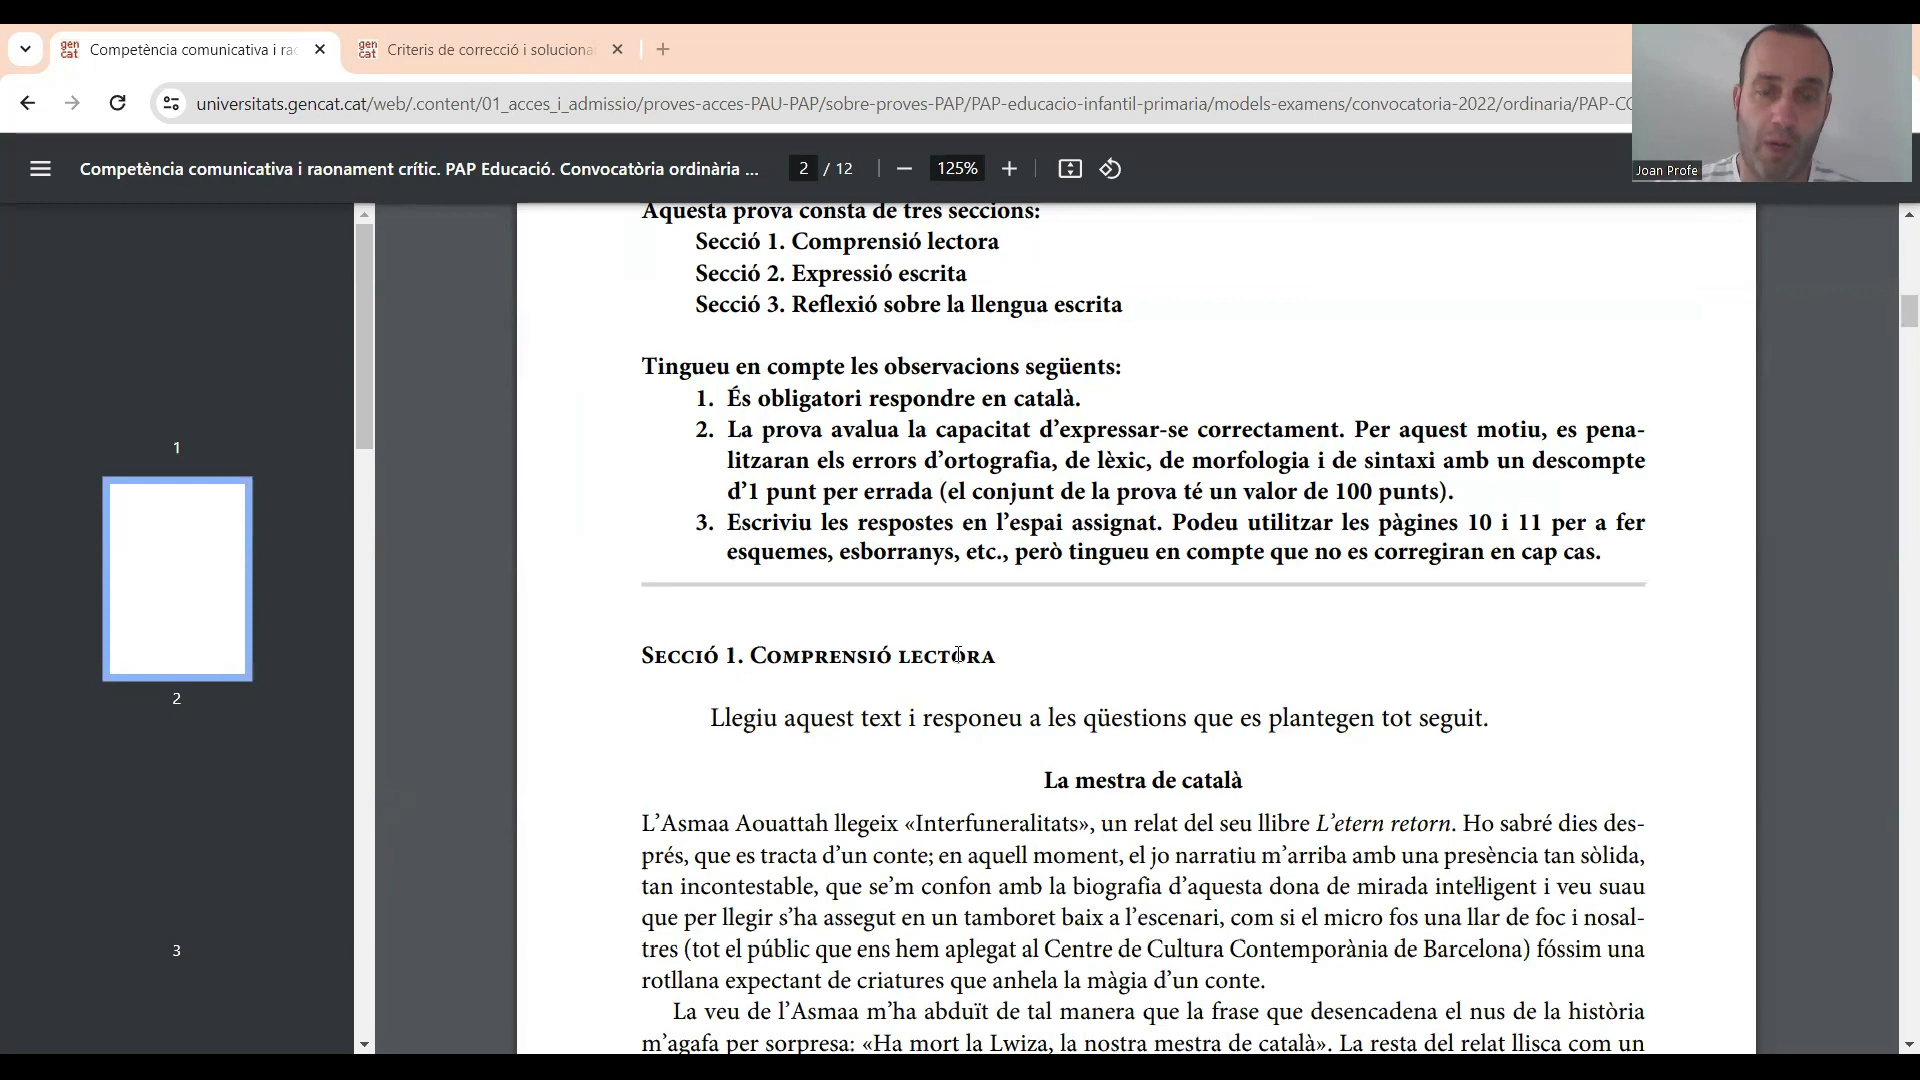 gen
cat
Competència comunicativa i rac
gen
cat
Criteris de correcció i soluciona
universitats.gencat.cat/web/.content/01_acces_i_admissio/proves-acces-PAU-PAP/sobre-proves-PAP/PAP-educacio-infantil-primaria/models-examens/convocatoria-2022/ordinaria/PAP-CO
Joan Profe
Competència comunicativa i raonament crític. PAP Educació. Convocatòria ordinària ...
2 / 12
125%
1
2
3
Aquesta prova consta de tres seccions:
Secció 1. Comprensió lectora
Secció 2. Expressió escrita
Secció 3. Reflexió sobre la llengua escrita
Tingueu en compte les observacions següents:
1. És obligatori respondre en català.
2. La prova avalua la capacitat d’expressar-se correctament. Per aquest motiu, es pena-
litzaran els errors d’ortografia, de lèxic, de morfologia i de sintaxi amb un descompte
d’1 punt per errada (el conjunt de la prova té un valor de 100 punts).
3. Escriviu les respostes en l’espai assignat. Podeu utilitzar les pàgines 10 i 11 per a fer
esquemes, esborranys, etc., però tingueu en compte que no es corregiran en cap cas.
Secció 1. Comprensió lectora
Llegiu aquest text i responeu a les qüestions que es plantegen tot seguit.
La mestra de català
L’Asmaa Aouattah llegeix «Interfuneralitats», un relat del seu llibre L’etern retorn. Ho sabré dies des-
prés, que es tracta d’un conte; en aquell moment, el jo narratiu m’arriba amb una presència tan sòlida,
tan incontestable, que se’m confon amb la biografia d’aquesta dona de mirada intel·ligent i veu suau
que per llegir s’ha assegut en un tamboret baix a l’escenari, com si el micro fos una llar de foc i nosal-
tres (tot el públic que ens hem aplegat al Centre de Cultura Contemporània de Barcelona) fóssim una
rotllana expectant de criatures que anhela la màgia d’un conte.
La veu de l’Asmaa m’ha abduït de tal manera que la frase que desencadena el nus de la història
m’agafa per sorpresa: «Ha mort la Lwiza, la nostra mestra de català». La resta del relat llisca com un